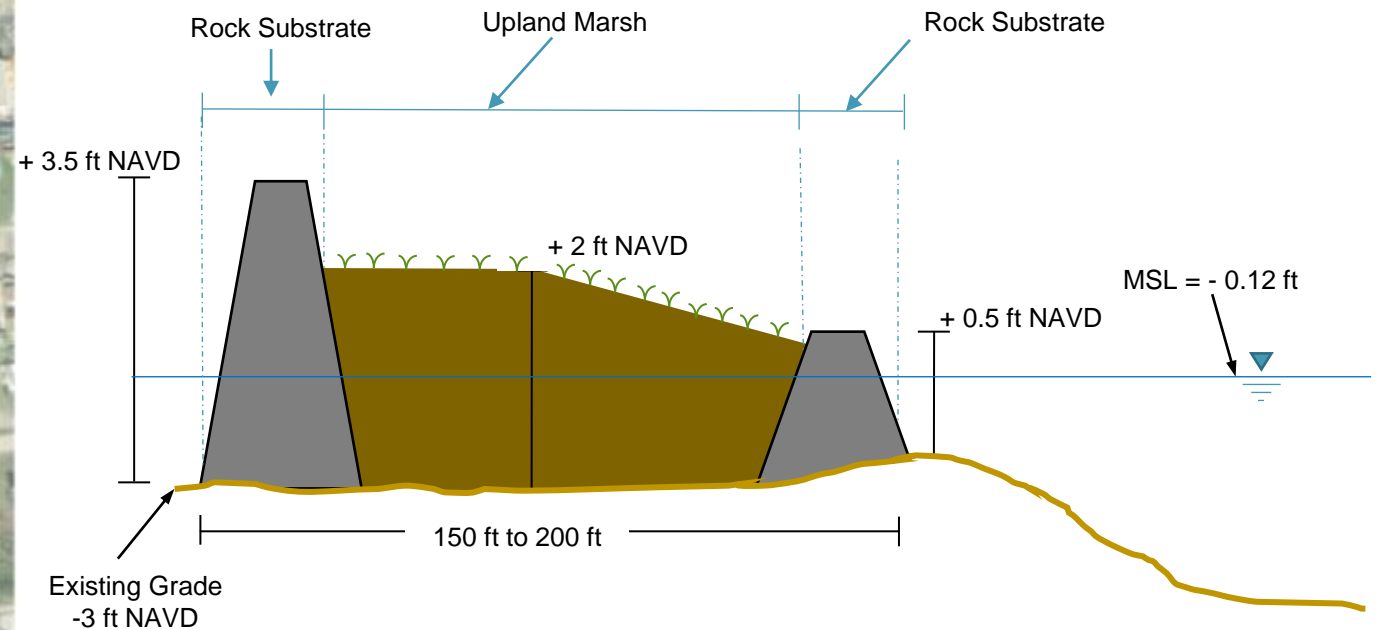 Rock Substrate
Upland Marsh
Rock Substrate
+ 3.5 ft NAVD
+ 2 ft NAVD
MSL = - 0.12 ft
+ 0.5 ft NAVD
150 ft to 200 ft
Existing Grade
-3 ft NAVD